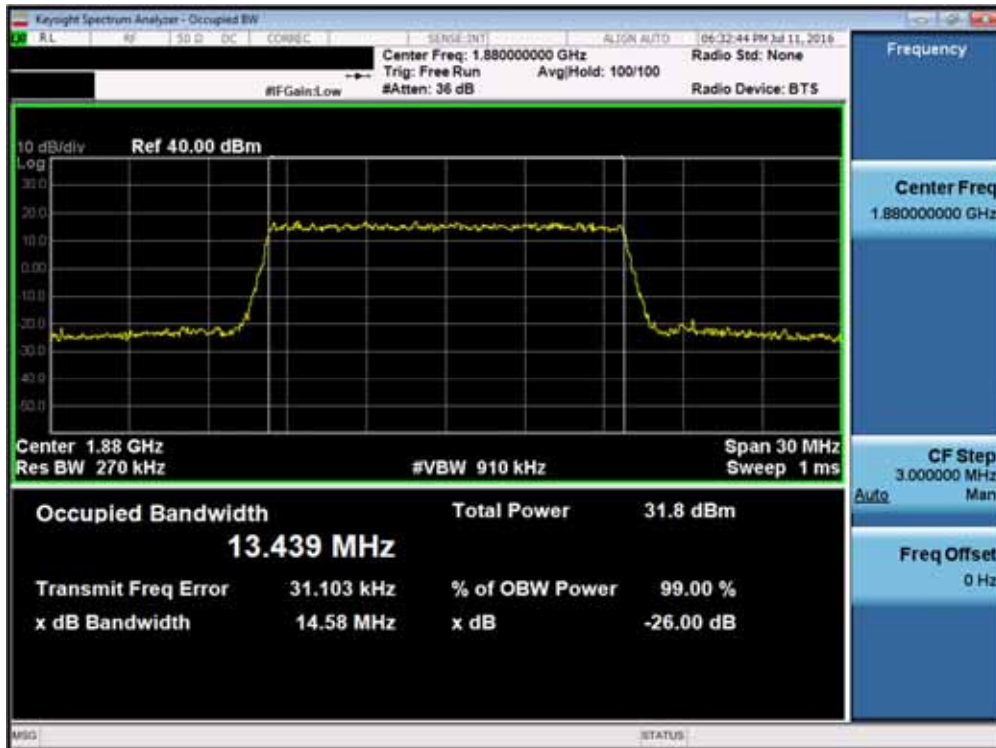 Keysight Spectrum Analyzer - Occupied BW
RL RF 50 Ω DC CORREC SENSE:INT ALIGN AUTO 06:32:44 PM Jul 11, 2016
Center Freq: 1.880000000 GHz Radio Std: None
Trig: Free Run Avg|Hold: 100/100
#IFGain:Low #Atten: 36 dB Radio Device: BTS
10 dB/div Ref 40.00 dBm
Log
30.0
20.0
10.0
0.00
-10.0
-20.0
-30.0
-40.0
-50.0
Center 1.88 GHz Span 30 MHz
Res BW 270 kHz #VBW 910 kHz Sweep 1 ms
Occupied Bandwidth Total Power 31.8 dBm
13.439 MHz
Transmit Freq Error 31.103 kHz % of OBW Power 99.00 %
x dB Bandwidth 14.58 MHz x dB -26.00 dB
MSG STATUS
Frequency
Center Freq
1.880000000 GHz
CF Step
3.000000 MHz
Auto Man
Freq Offset
0 Hz